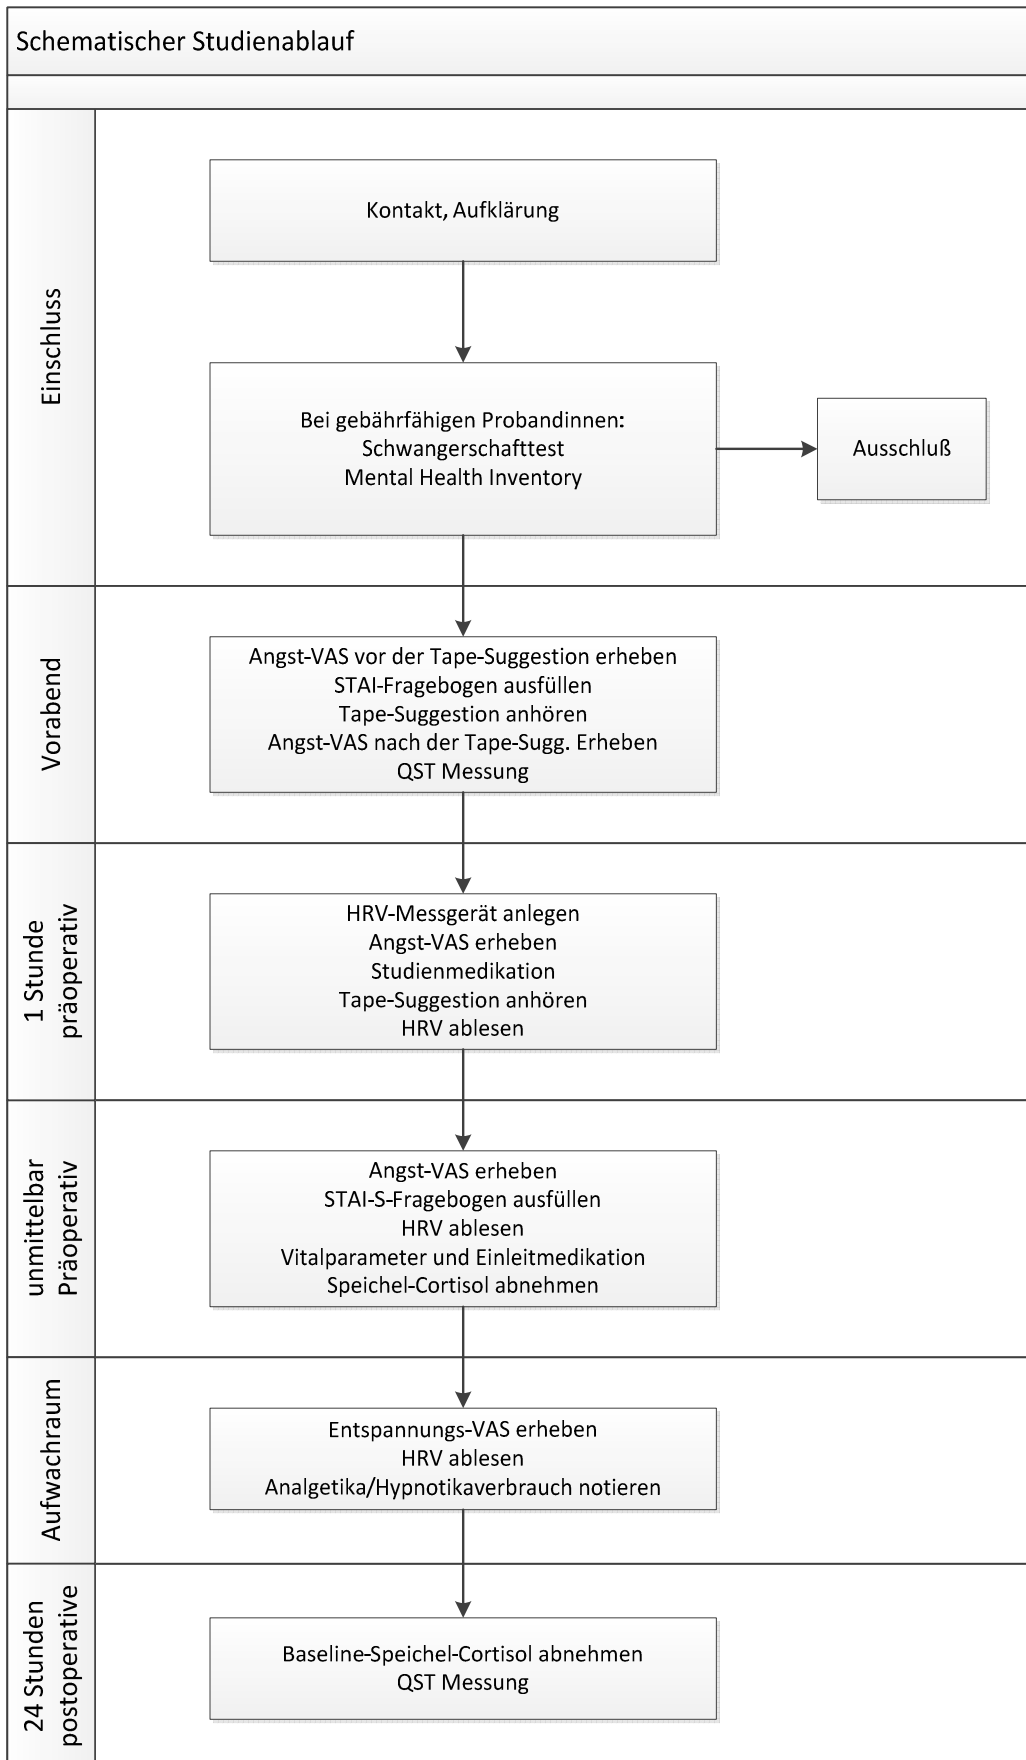 Schematischer Studienablauf
Einschluss
Kontakt, Aufklärung
Bei gebährfähigen Probandinnen:
Schwangerschafttest
Mental Health Inventory
Ausschluß
Vorabend
Angst-VAS vor der Tape-Suggestion erheben
STAI-Fragebogen ausfüllen
Tape-Suggestion anhören
Angst-VAS nach der Tape-Sugg. Erheben
QST Messung
1 Stunde
präoperativ
HRV-Messgerät anlegen
Angst-VAS erheben
Studienmedikation
Tape-Suggestion anhören
HRV ablesen
unmittelbar
Präoperativ
Angst-VAS erheben
STAI-S-Fragebogen ausfüllen
HRV ablesen
Vitalparameter und Einleitmedikation
Speichel-Cortisol abnehmen
Aufwachraum
Entspannungs-VAS erheben
HRV ablesen
Analgetika/Hypnotikaverbrauch notieren
24 Stunden
postoperative
Baseline-Speichel-Cortisol abnehmen
QST Messung